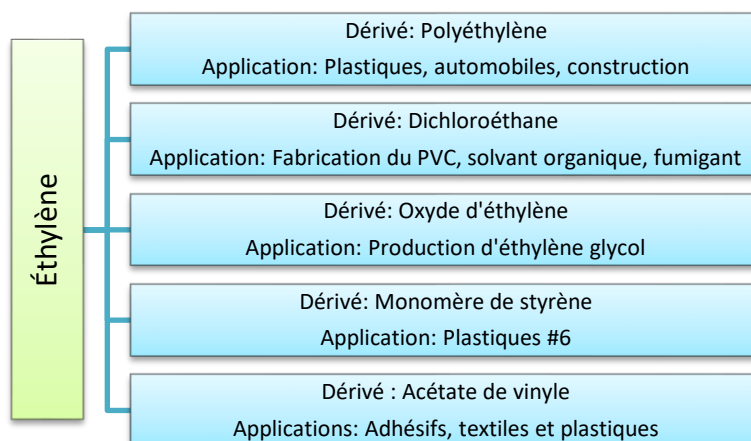 Éthylène
Dérivé: Polyéthylène
Application: Plastiques, automobiles, construction
Dérivé: Dichloroéthane
Application: Fabrication du PVC, solvant organique, fumigant
Dérivé: Oxyde d'éthylène
Application: Production d'éthylène glycol
Dérivé: Monomère de styrène
Application: Plastiques #6
Dérivé : Acétate de vinyle
Applications: Adhésifs, textiles et plastiques